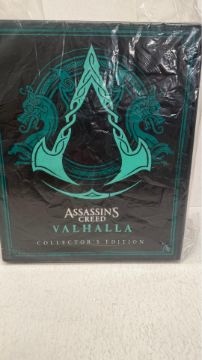 ASSASSIN'S
CREED
VALHALLA
COLLECTOR'S EDITION